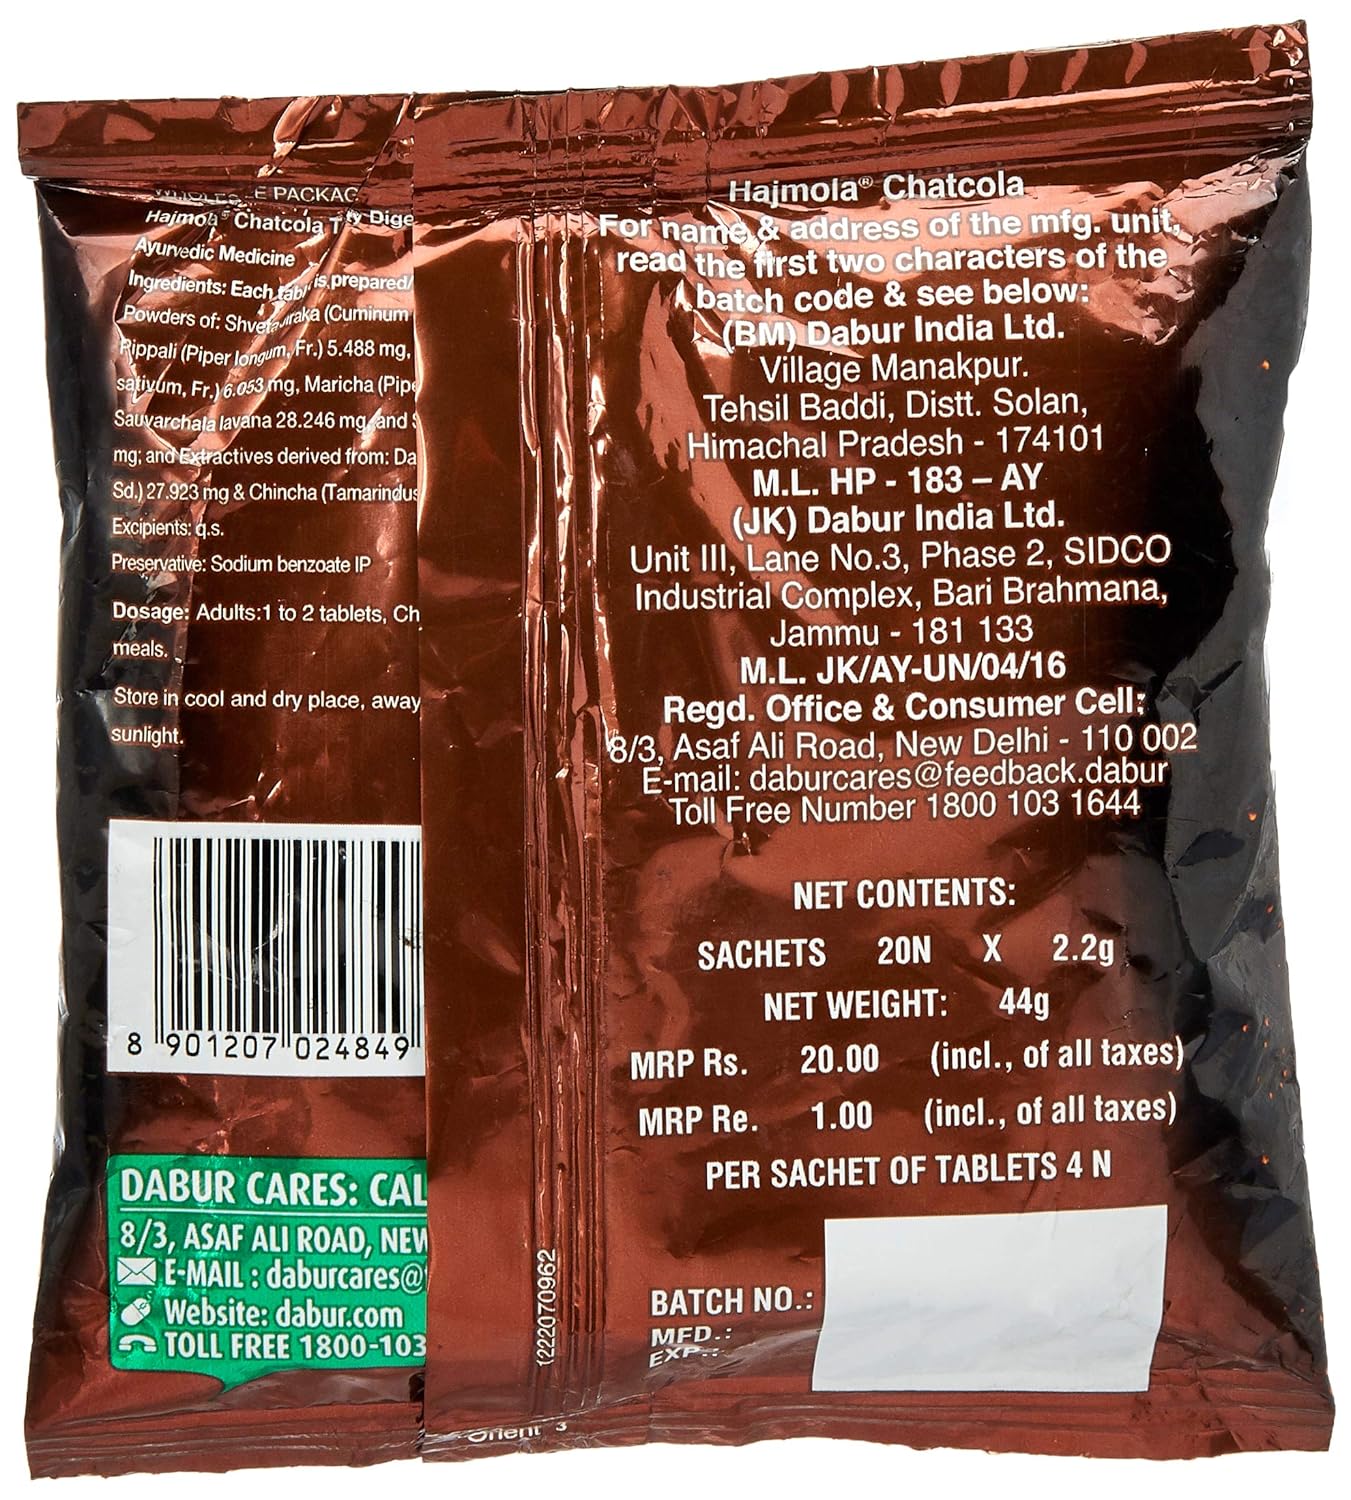 WHOLESALE PACKAG
Hajmola® Chatcola T ty Dige
Ayurvedic Medicine
Ingredients: Each tabl is prepared/
Powders of: Shvetajiraka (Cuminum
Pippali (Piper longum, Fr.) 5.488 mg,
sativum, Fr.) 6.053 mg, Maricha (Pipe
Sauvarchala lavana 28.246 mg, and S
mg; and Extractives derived from: Da
Sd.) 27.923 mg & Chincha (Tamarindus
Excipients: q.s.
Preservative: Sodium benzoate IP
Dosage: Adults:1 to 2 tablets, Ch
meals.
Store in cool and dry place, away
sunlight.
8 901207 024849
DABUR CARES: CAL
8/3, ASAF ALI ROAD, NEW
E-MAIL : daburcares@
Website: dabur.com
TOLL FREE 1800-103
1222070962
Orient 3
Hajmola® Chatcola
For name & address of the mfg. unit,
read the first two characters of the
batch code & see below:
(BM) Dabur India Ltd.
Village Manakpur.
Tehsil Baddi, Distt. Solan,
Himachal Pradesh - 174101
M.L. HP - 183 – AY
(JK) Dabur India Ltd.
Unit III, Lane No.3, Phase 2, SIDCO
Industrial Complex, Bari Brahmana,
Jammu - 181 133
M.L. JK/AY-UN/04/16
Regd. Office & Consumer Cell:
8/3, Asaf Ali Road, New Delhi - 110 002
E-mail: daburcares@feedback.dabur
Toll Free Number 1800 103 1644
NET CONTENTS:
SACHETS 20N X 2.2g
NET WEIGHT: 44g
MRP Rs. 20.00 (incl., of all taxes)
MRP Re. 1.00 (incl., of all taxes)
PER SACHET OF TABLETS 4 N
BATCH NO.:
MFD.:
EXP.: